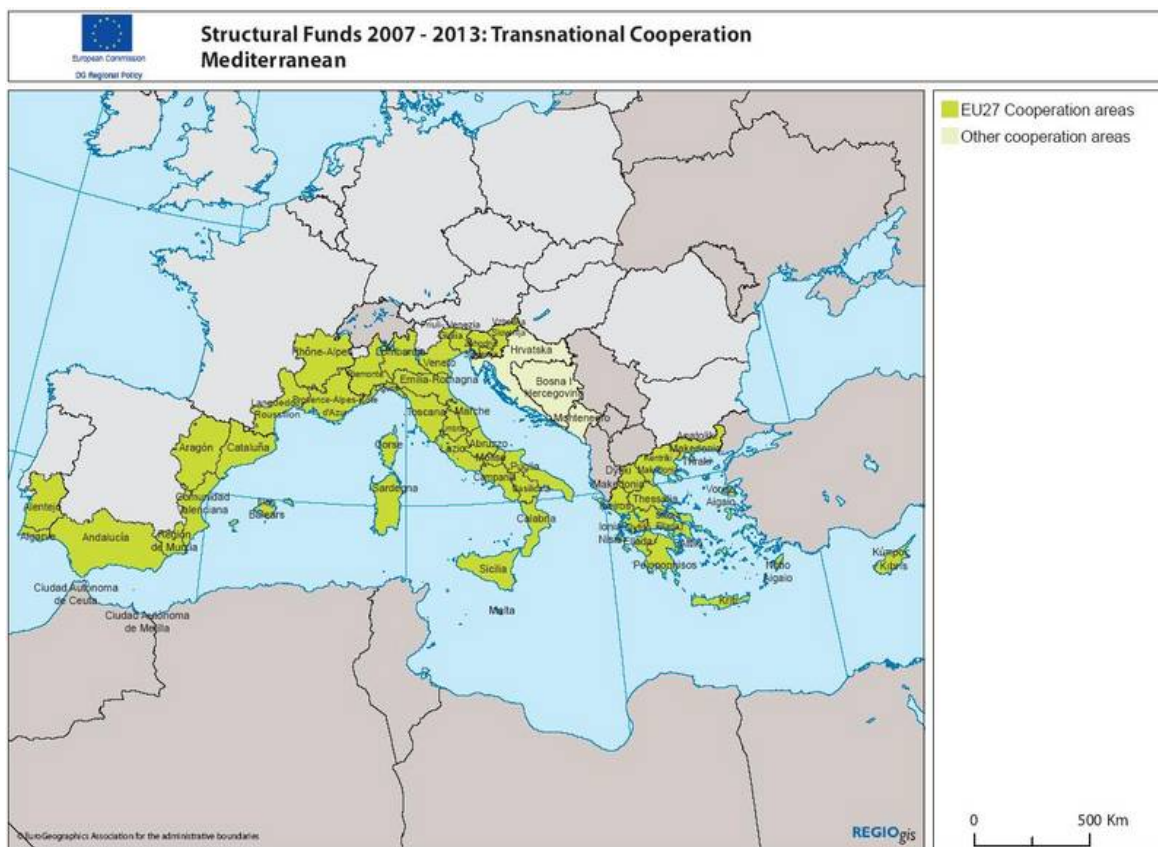 Structural Funds 2007 - 2013: Transnational Cooperation
Mediterranean
European Commission
DG Regional Policy
EU27 Cooperation areas
Other cooperation areas
Rhône-Alpes
Lombardia
Veneto
Hrvatska
Emilia-Romagna
Bosna I
Hercegovina
Languedoc-
Roussillon
Provence-Alpes-Côte
d'Azur
Toscana
Marche
Montenegro
Aragón
Cataluña
Corse
Lazio
Abruzzo
Molise
Puglia
Campania
Basilicata
Sardegna
Calabria
Sicilia
Malta
Alentejo
Algarve
Andalucía
Comunidad
Valenciana
Región
de Murcia
Illes
Balears
Ciudad Autónoma
de Ceuta
Ciudad Autónoma
de Melilla
Anatoliki
Makedonia
Thraki
Kentriki
Makedonia
Dytiki
Makedonia
Thessalia
Ipeiros
Voreio
Aigaio
Ionia
Nisia
Ellada
Peloponnisos
Notio
Aigaio
Kriti
Kýpros
Kibris
© EuroGeographics Association for the administrative boundaries
REGIOgis
0 500 Km